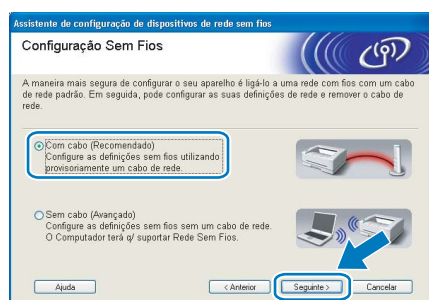 Assistente de configuração de dispositivos de rede sem fios
Configuração Sem Fios
A maneira mais segura de configurar o seu aparelho é ligá-lo a uma rede com fios com um cabo
de rede padrão. Em seguida, pode configurar as suas definições de rede e remover o cabo de
rede.
Com cabo (Recomendado)
Configure as definições sem fios utilizando
provisoriamente um cabo de rede.
Sem cabo (Avançado)
Configure as definições sem fios sem um cabo de rede.
O Computador terá q/ suportar Rede Sem Fios.
Ajuda
< Anterior
Seguinte >
Cancelar